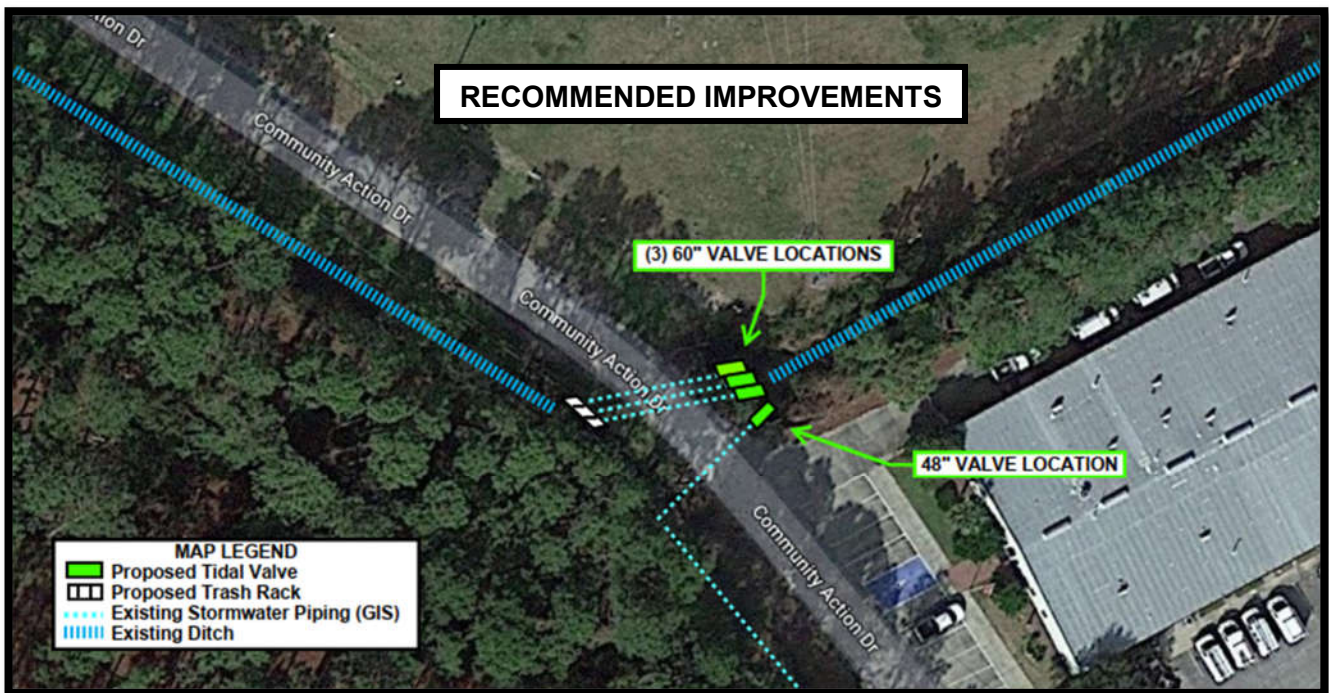 ion Dr
RECOMMENDED IMPROVEMENTS
Community Action Dr
(3) 60" VALVE LOCATIONS
Community Action Dr
48" VALVE LOCATION
Community Action Dr
MAP LEGEND
Proposed Tidal Valve
Proposed Trash Rack
Existing Stormwater Piping (GIS)
Existing Ditch